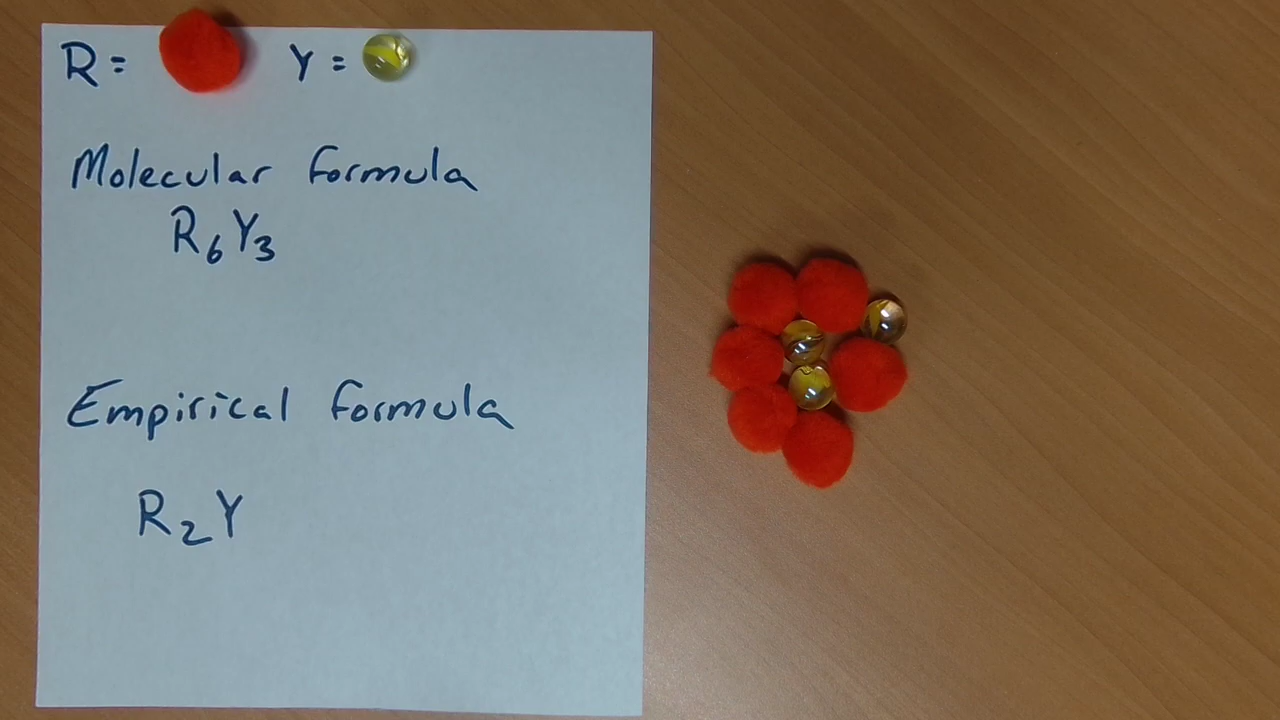 R= Y=
Molecular formula
R₆Y₃
Empirical formula
R₂Y